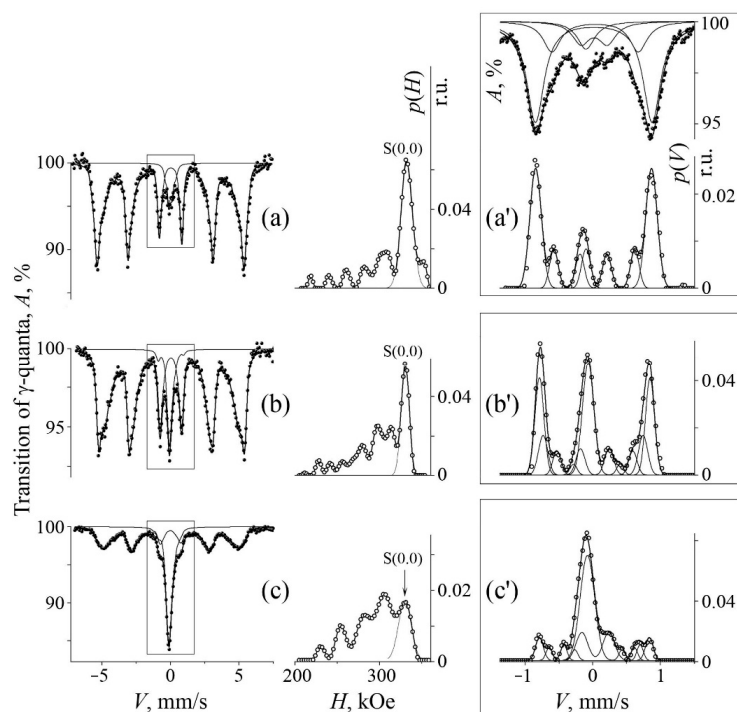 Transition of γ-quanta, A, %
100
90
(a)
p(H)
r.u.
S(0.0)
0.04
0
A, %
100
95
(a')
p(V)
r.u.
0.02
0
100
95
(b)
S(0.0)
0.04
0
(b')
0.04
0
100
90
(c)
S(0.0)
0.02
0
(c')
0.04
0
−5 0 5
V, mm/s
200 300
H, kOe
−1 0 1
V, mm/s